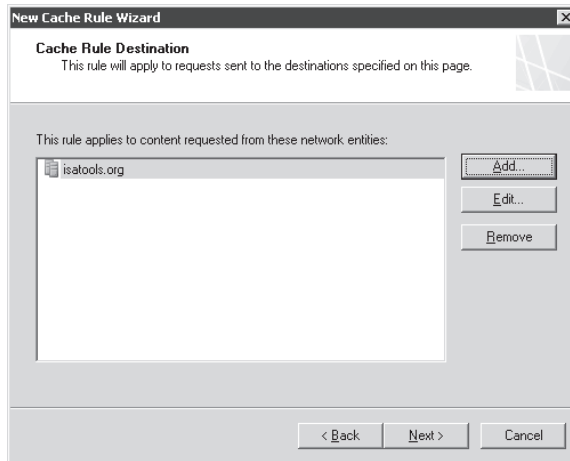 New Cache Rule Wizard
Cache Rule Destination
This rule will apply to requests sent to the destinations specified on this page.
This rule applies to content requested from these network entities:
isatools.org
Add...
Edit...
Remove
< Back
Next >
Cancel